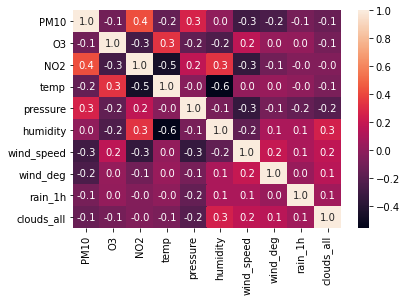 PM10 1.0 -0.1 0.4 -0.2 0.3 0.0 -0.3 -0.2 -0.1 -0.1
O3 -0.1 1.0 -0.3 0.3 -0.2 -0.2 0.2 0.0 0.0 -0.1
NO2 0.4 -0.3 1.0 -0.5 0.2 0.3 -0.3 -0.1 -0.0 -0.0
temp -0.2 0.3 -0.5 1.0 -0.0 -0.6 0.0 0.0 -0.0 -0.1
pressure 0.3 -0.2 0.2 -0.0 1.0 -0.1 -0.3 -0.1 -0.2 -0.2
humidity 0.0 -0.2 0.3 -0.6 -0.1 1.0 -0.2 0.1 0.1 0.3
wind_speed -0.3 0.2 -0.3 0.0 -0.3 -0.2 1.0 0.2 0.1 0.2
wind_deg -0.2 0.0 -0.1 0.0 -0.1 0.1 0.2 1.0 0.0 0.1
rain_1h -0.1 0.0 -0.0 -0.0 -0.2 0.1 0.1 0.0 1.0 0.1
clouds_all -0.1 -0.1 -0.0 -0.1 -0.2 0.3 0.2 0.1 0.1 1.0
PM10 O3 NO2 temp pressure humidity wind_speed wind_deg rain_1h clouds_all
1.0
0.8
0.6
0.4
0.2
0.0
−0.2
−0.4